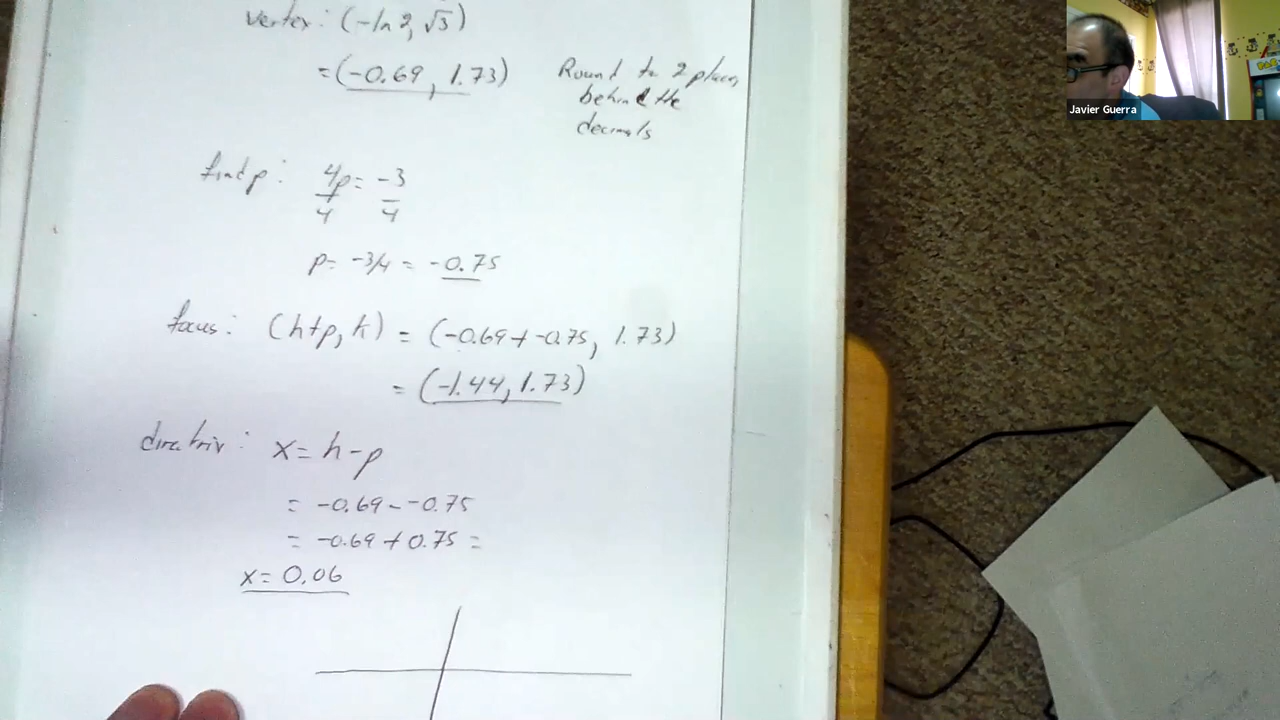 Vertex: (-ln 2, √3)
= (-0.69, 1.73)
Round to 2 places
behind the
decimals
find p: 4p = -3
4 4
p = -3/4 = -0.75
focus: (h+p, k) = (-0.69 + -0.75, 1.73)
= (-1.44, 1.73)
directrix: x = h - p
= -0.69 - -0.75
= -0.69 + 0.75 =
x = 0.06
Javier Guerra